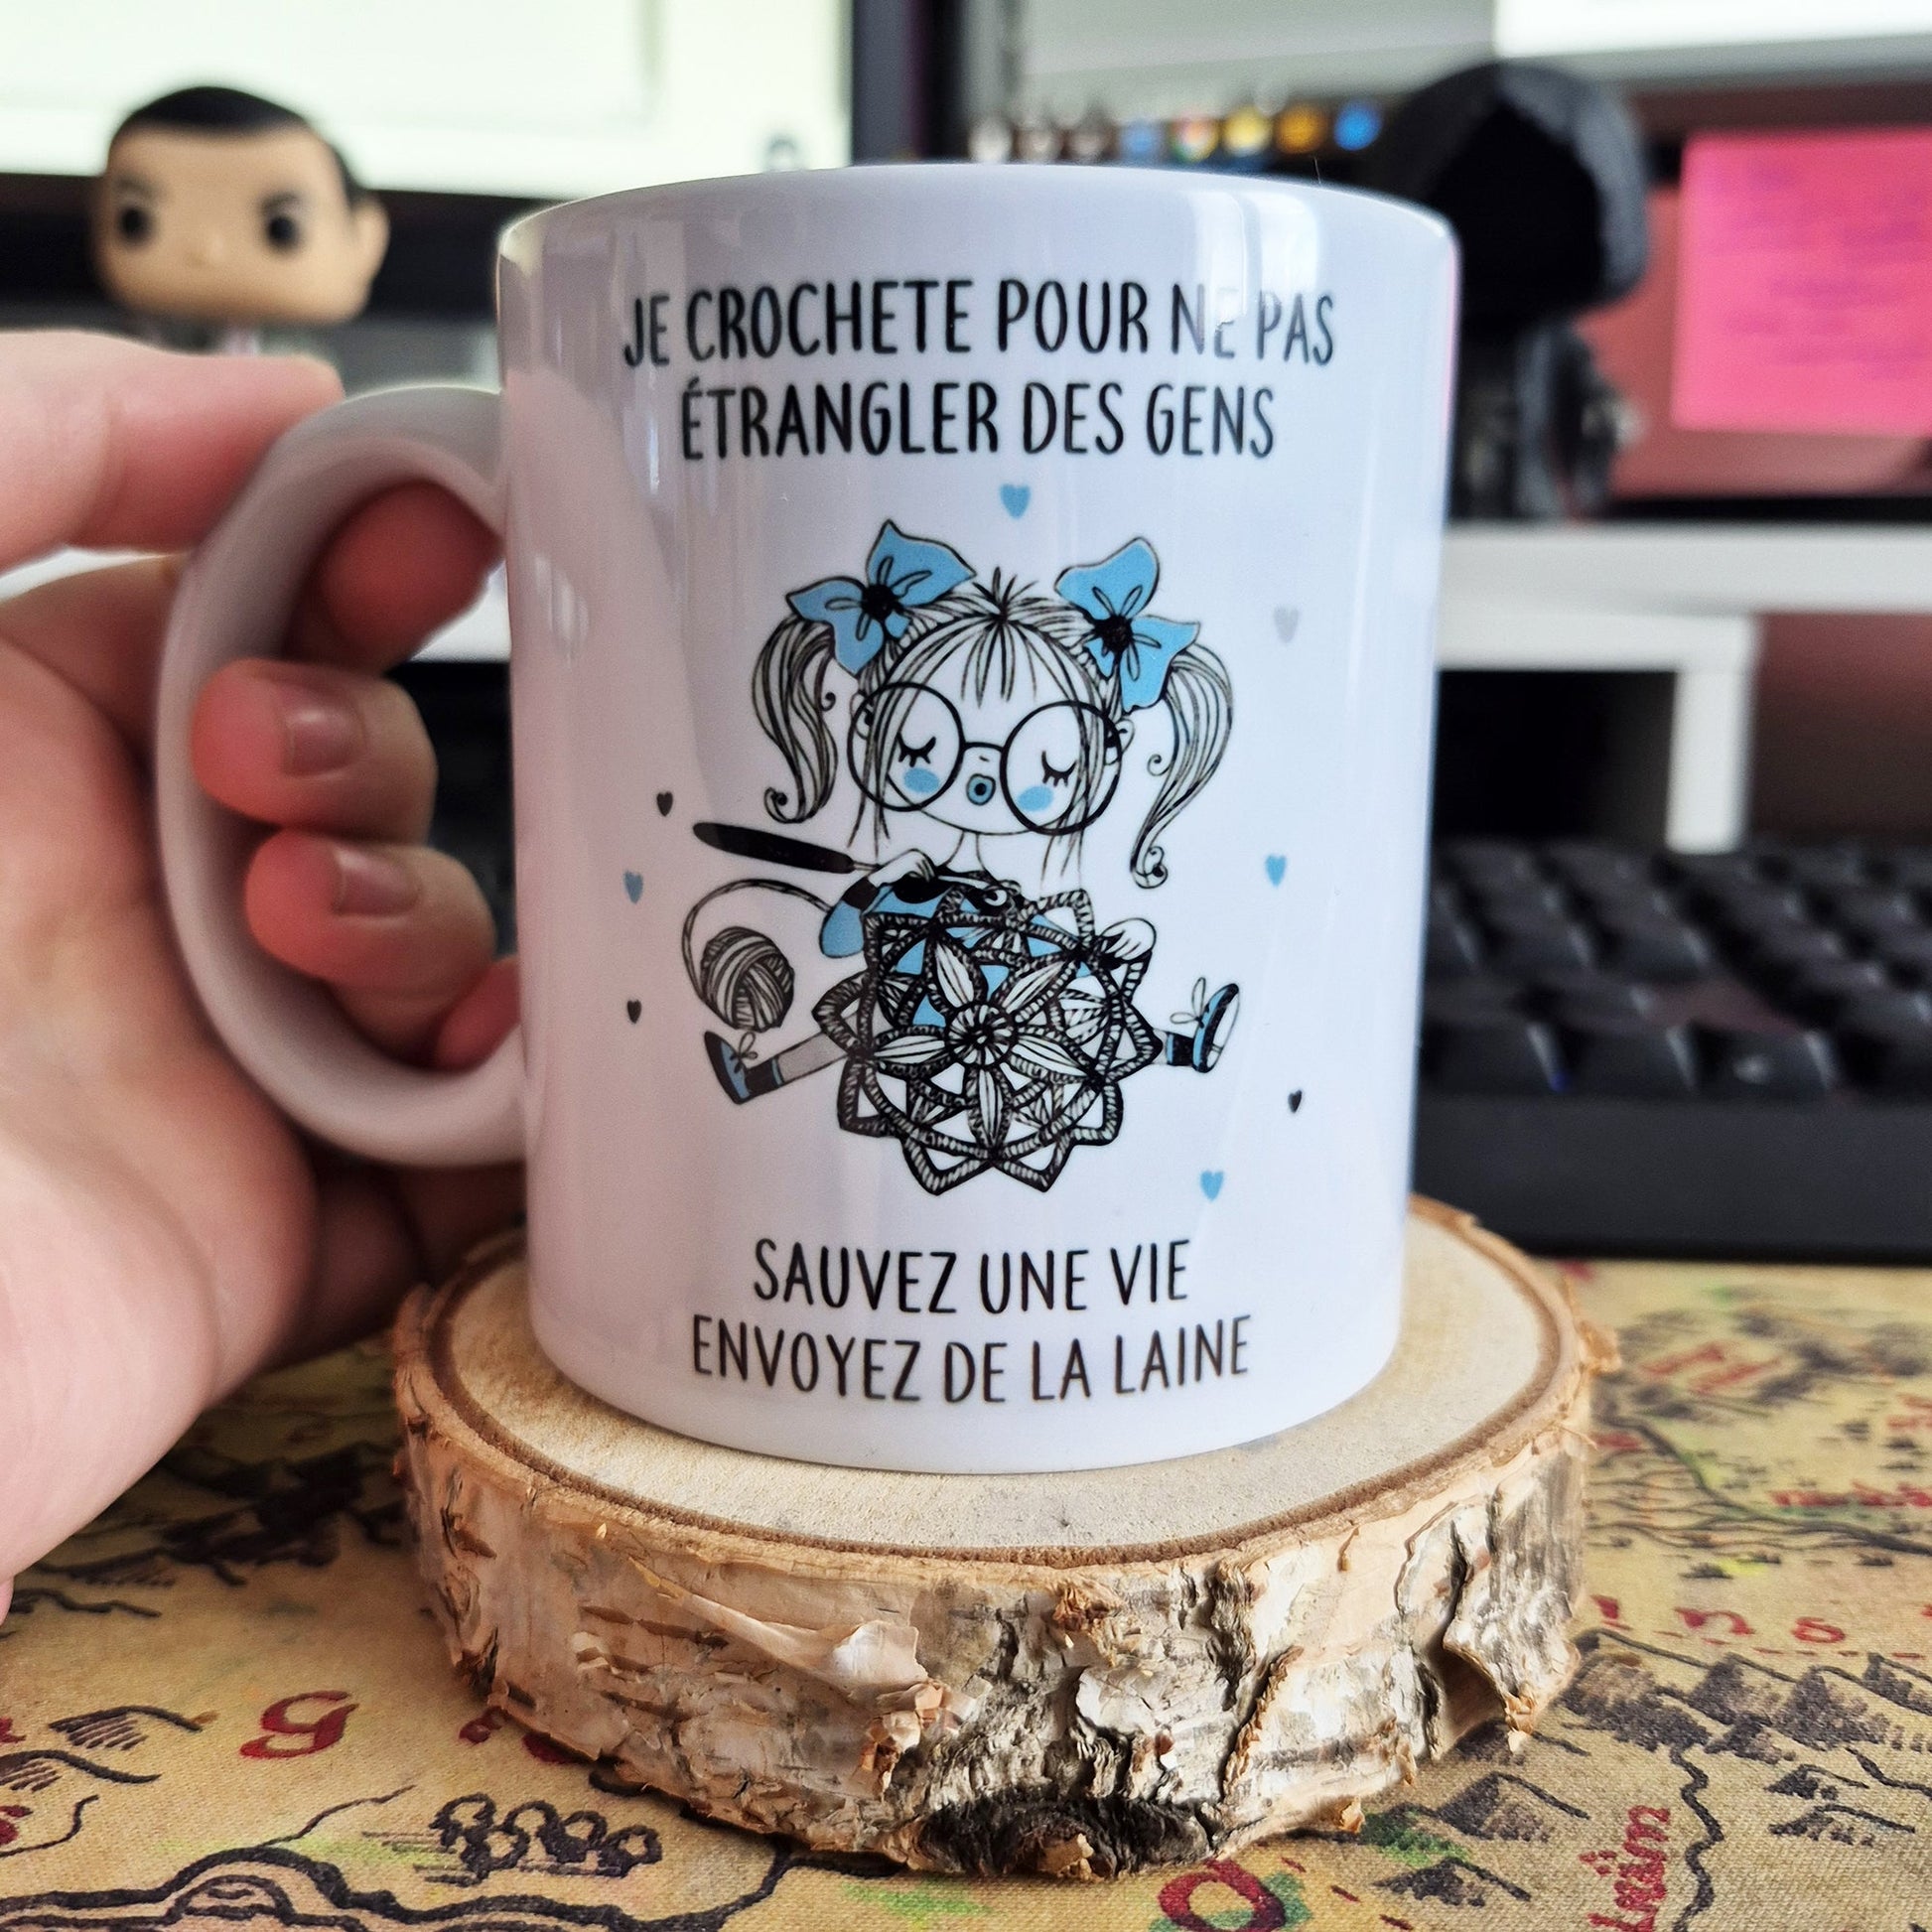 JE CROCHETE POUR NE PAS
ÉTRANGLER DES GENS
SAUVEZ UNE VIE
ENVOYEZ DE LA LAINE